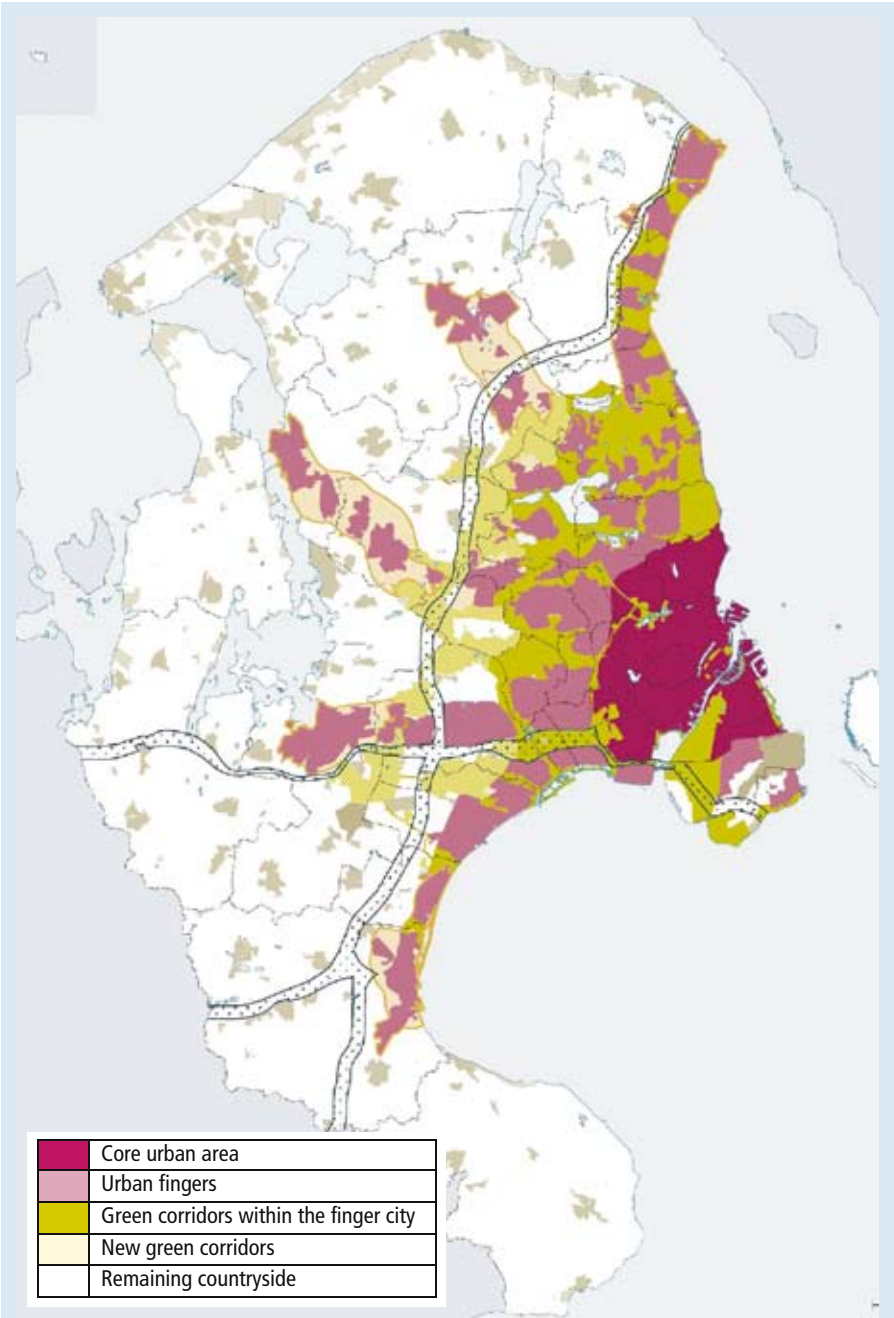 Core urban area
Urban fingers
Green corridors within the finger city
New green corridors
Remaining countryside